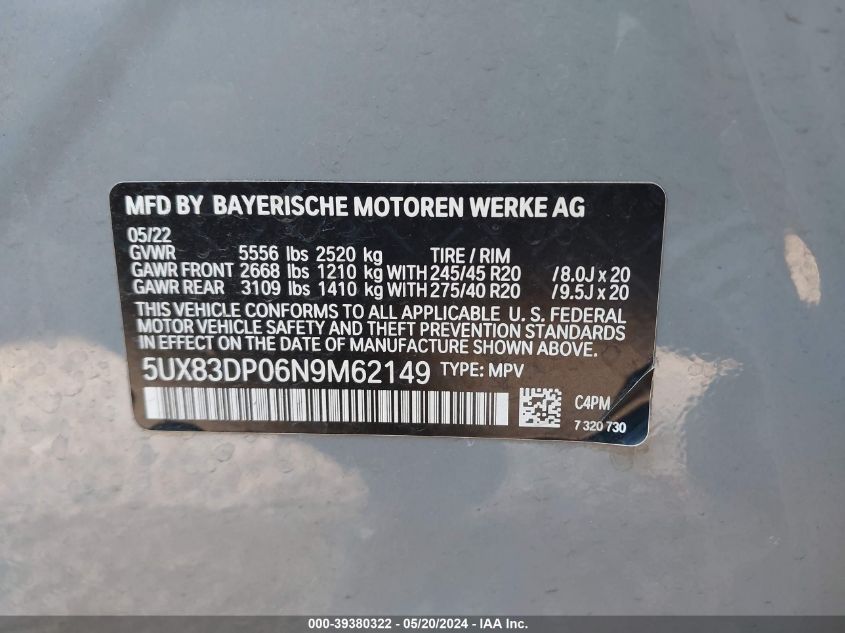 MFD BY BAYERISCHE MOTOREN WERKE AG
05/22
GVWR 5556 lbs 2520 kg TIRE / RIM
GAWR FRONT 2668 lbs 1210 kg WITH 245/45 R20 /8.0J x 20
GAWR REAR 3109 lbs 1410 kg WITH 275/40 R20 /9.5J x 20
THIS VEHICLE CONFORMS TO ALL APPLICABLE U. S. FEDERAL
MOTOR VEHICLE SAFETY AND THEFT PREVENTION STANDARDS
IN EFFECT ON THE DATE OF MANUFACTURE SHOWN ABOVE.
5UX83DP06N9M62149 TYPE: MPV
C4PM
7 320 730
000-39380322 - 05/20/2024 - IAA Inc.